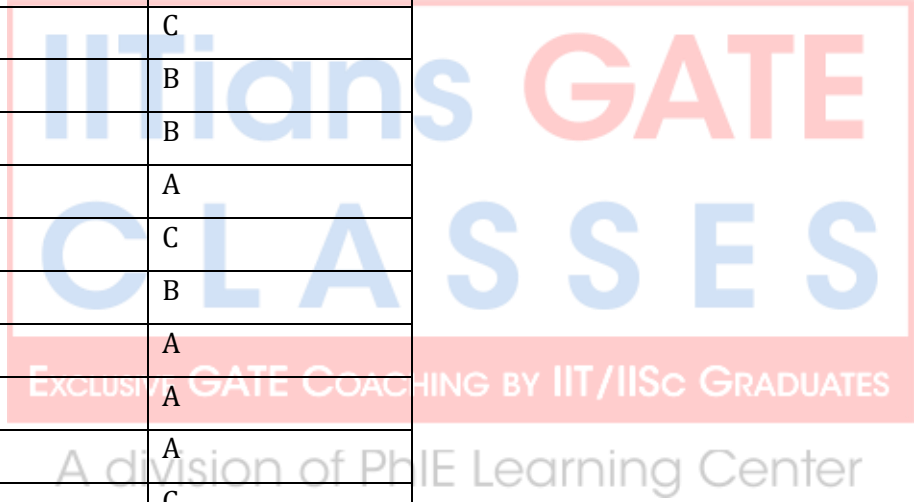 C
B
B
A
C
B
A
A
A
C
IITians GATE
CLASSES
EXCLUSIVE GATE COACHING BY IIT/IISc GRADUATES
A division of PhIE Learning Center